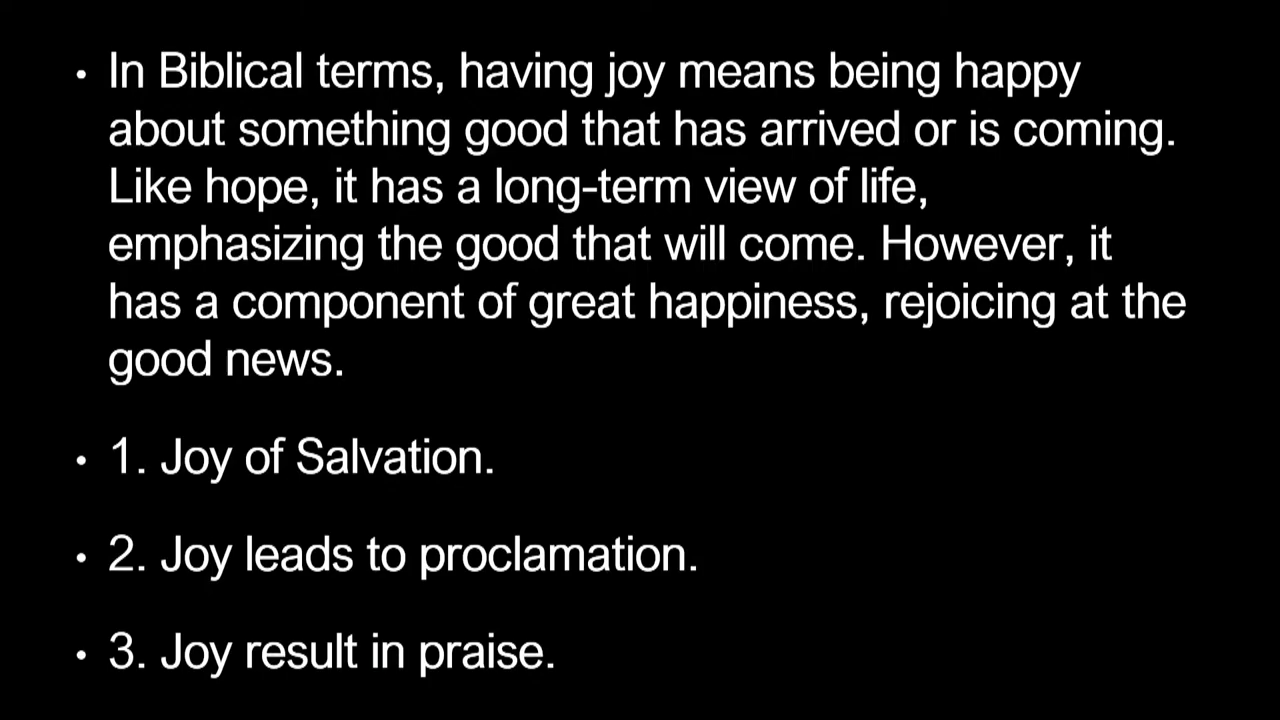 • In Biblical terms, having joy means being happy
about something good that has arrived or is coming.
Like hope, it has a long-term view of life,
emphasizing the good that will come. However, it
has a component of great happiness, rejoicing at the
good news.
• 1. Joy of Salvation.
• 2. Joy leads to proclamation.
• 3. Joy result in praise.